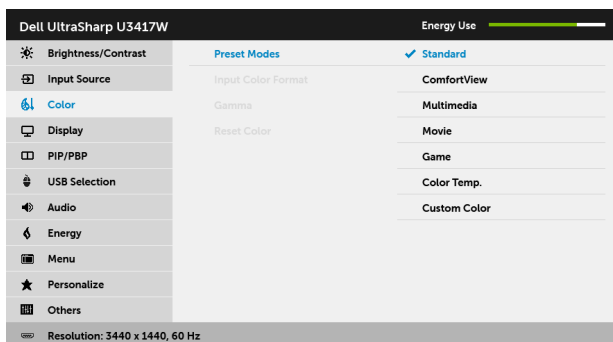 Dell UltraSharp U3417W
Energy Use
Brightness/Contrast
Input Source
Color
Display
PIP/PBP
USB Selection
Audio
Energy
Menu
Personalize
Others
Preset Modes
Input Color Format
Gamma
Reset Color
Standard
ComfortView
Multimedia
Movie
Game
Color Temp.
Custom Color
Resolution: 3440 x 1440, 60 Hz